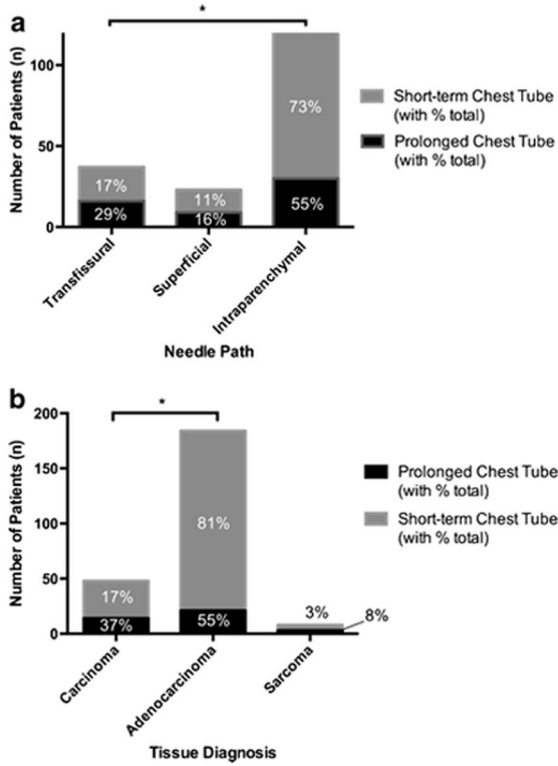 a
*
Number of Patients (n)
100
50
0
73%
17%
11%
29%
16%
55%
Short-term Chest Tube
(with % total)
Prolonged Chest Tube
(with % total)
Transfissural
Superficial
Intraparenchymal
Needle Path
b
*
Number of Patients (n)
200
150
100
50
0
81%
17%
3%
8%
37%
55%
Prolonged Chest Tube
(with % total)
Short-term Chest Tube
(with % total)
Carcinoma
Adenocarcinoma
Sarcoma
Tissue Diagnosis